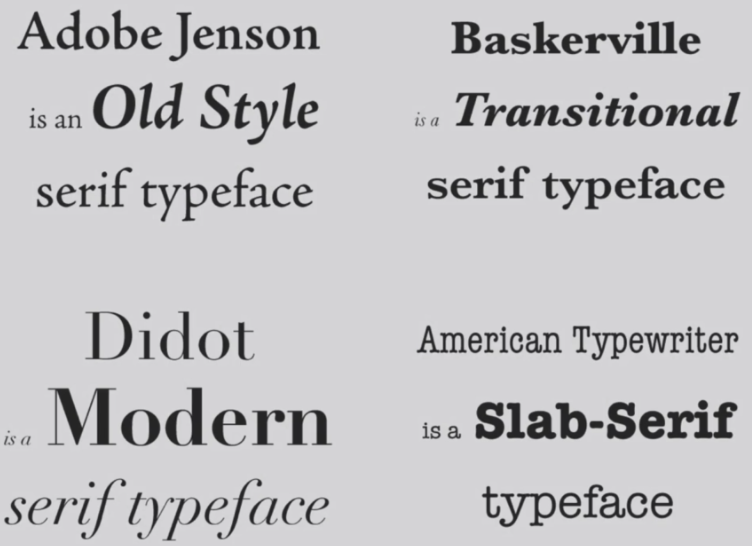 Adobe Jenson
is an Old Style
serif typeface
Baskerville
is a Transitional
serif typeface
Didot
is a Modern
serif typeface
American Typewriter
is a Slab-Serif
typeface